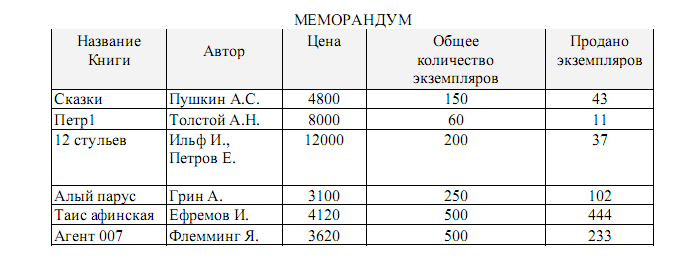 МЕМОРАНДУМ
Название Книги Автор Цена Общее количество экземпляров Продано экземпляров
Сказки Пушкин А.С. 4800 150 43
Петр1 Толстой А.Н. 8000 60 11
12 стульев Ильф И., Петров Е. 12000 200 37
Алый парус Грин А. 3100 250 102
Таис афинская Ефремов И. 4120 500 444
Агент 007 Флемминг Я. 3620 500 233